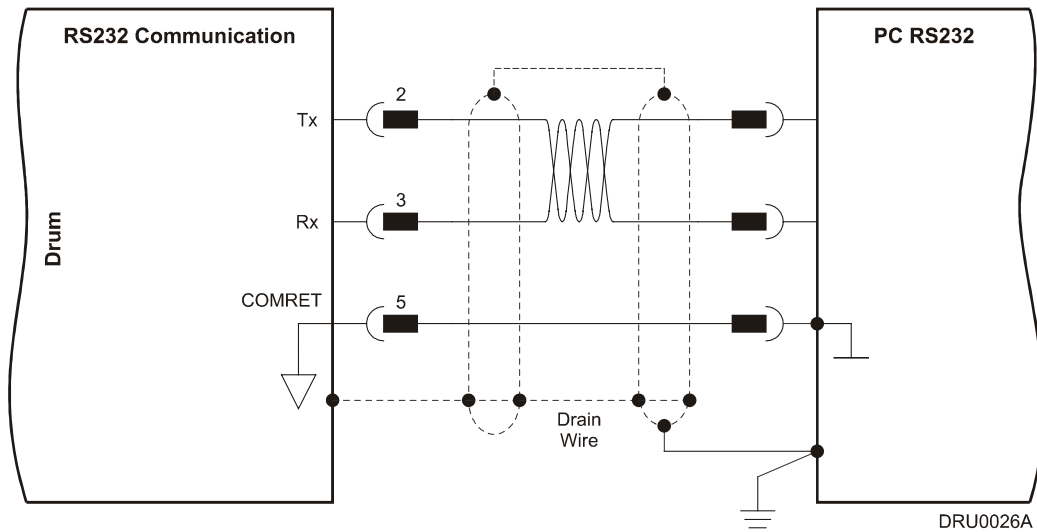 RS232 Communication
PC RS232
2
Tx
3
Rx
Drum
COMRET
5
Drain
Wire
DRU0026A